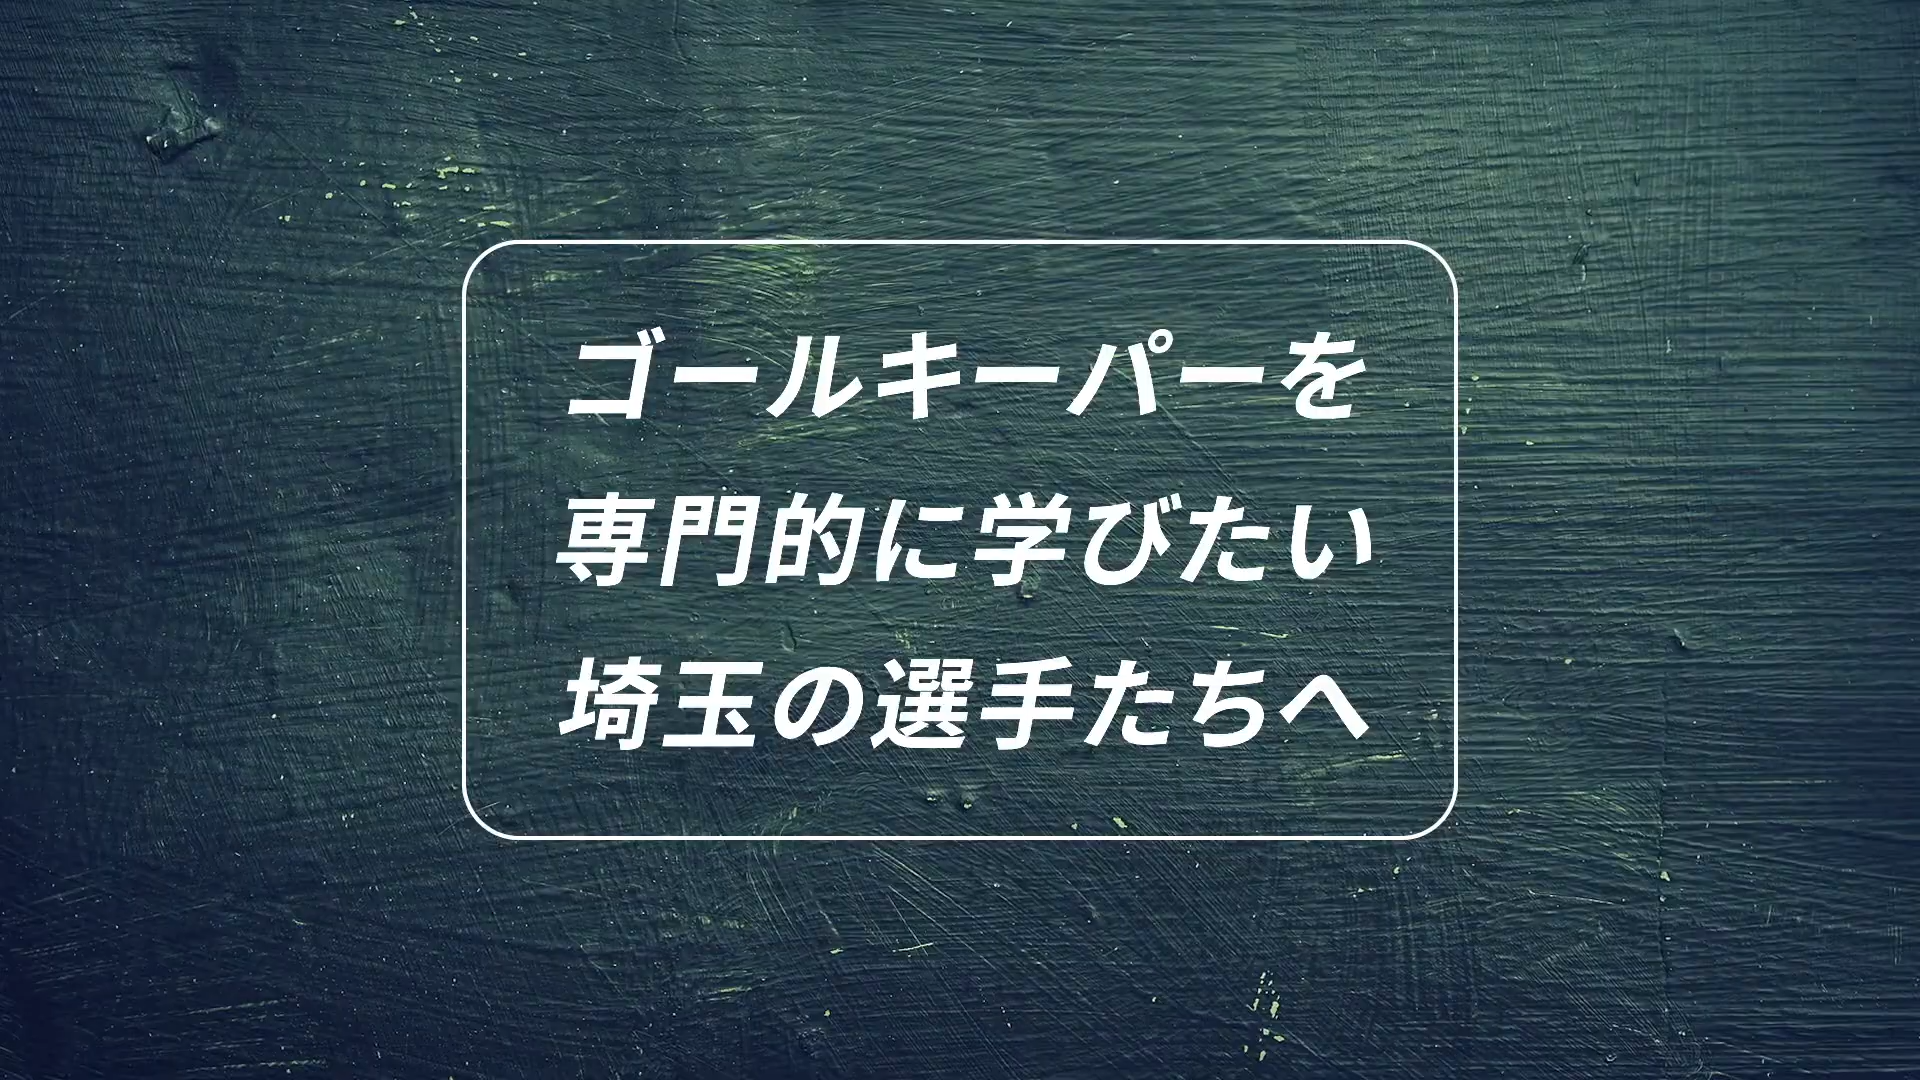 ゴールキーパーを
専門的に学びたい
埼玉の選手たちへ